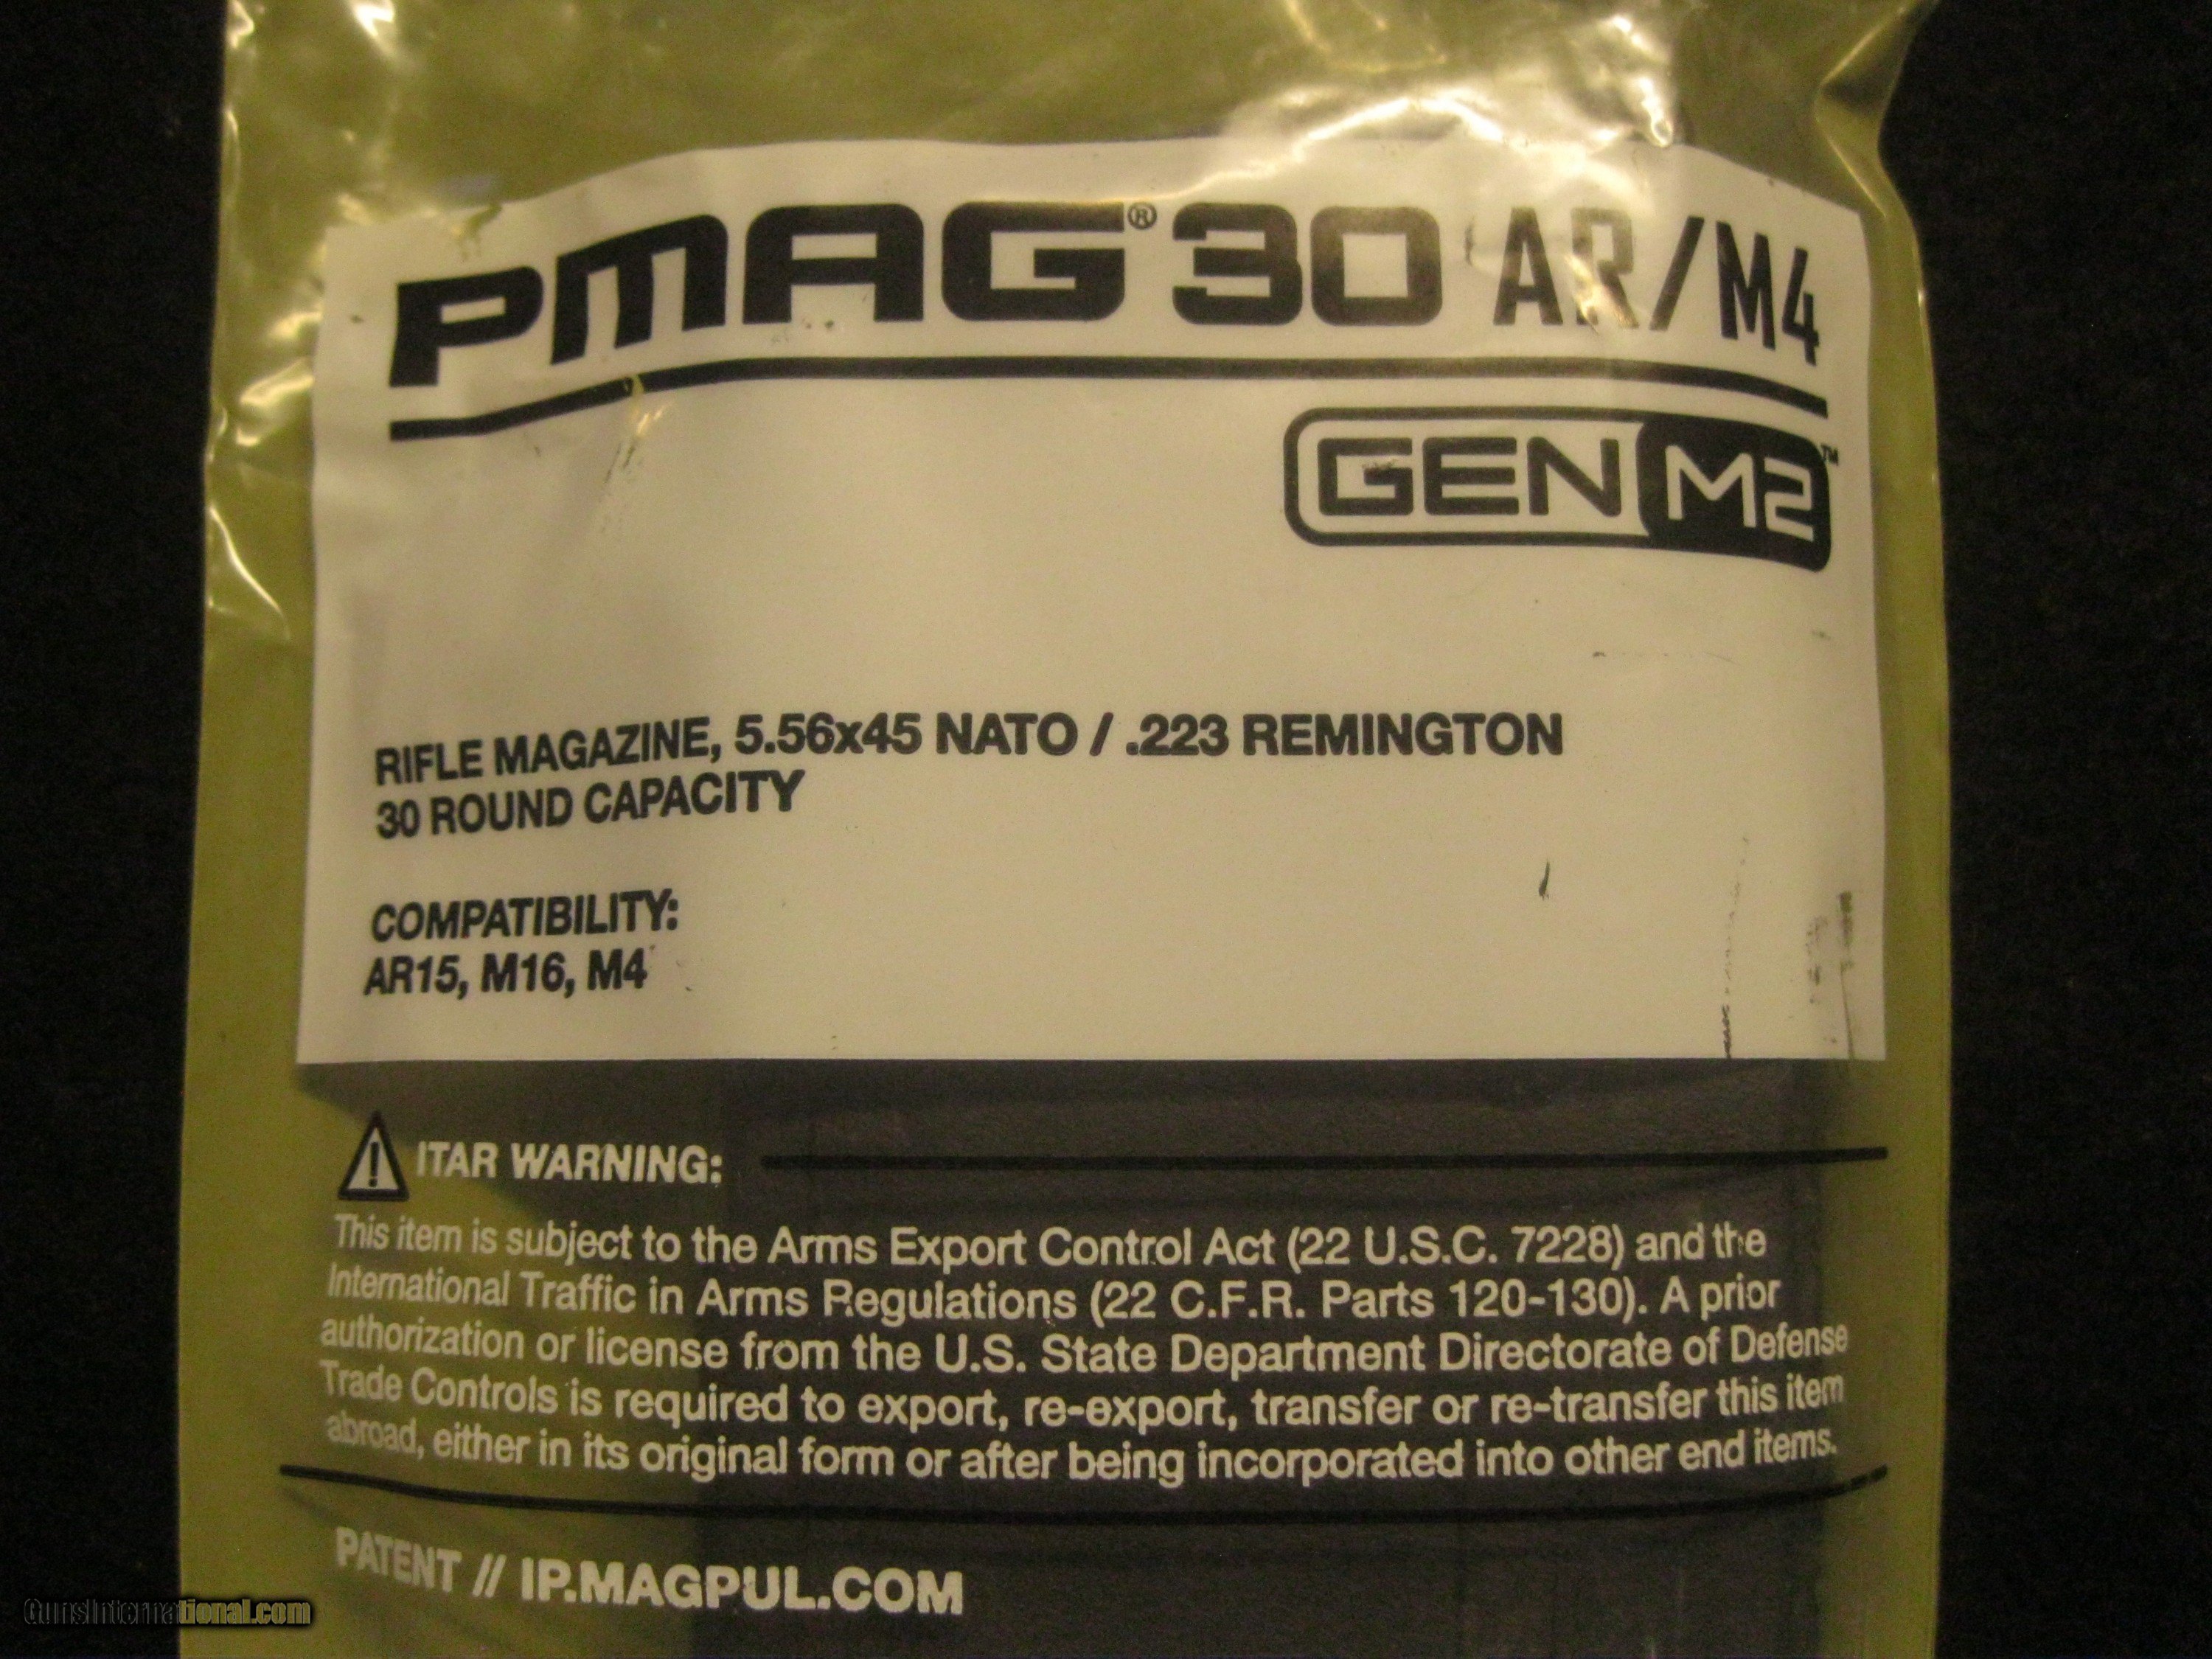 PMAG® 30 AR/M4
GEN M2™
RIFLE MAGAZINE, 5.56x45 NATO / .223 REMINGTON
30 ROUND CAPACITY
COMPATIBILITY:
AR15, M16, M4
ITAR WARNING:
This item is subject to the Arms Export Control Act (22 U.S.C. 7228) and the
International Traffic in Arms Regulations (22 C.F.R. Parts 120-130). A prior
authorization or license from the U.S. State Department Directorate of Defense
Trade Controls is required to export, re-export, transfer or re-transfer this item
abroad, either in its original form or after being incorporated into other end items.
PATENT // IP.MAGPUL.COM
GunsInternational.com